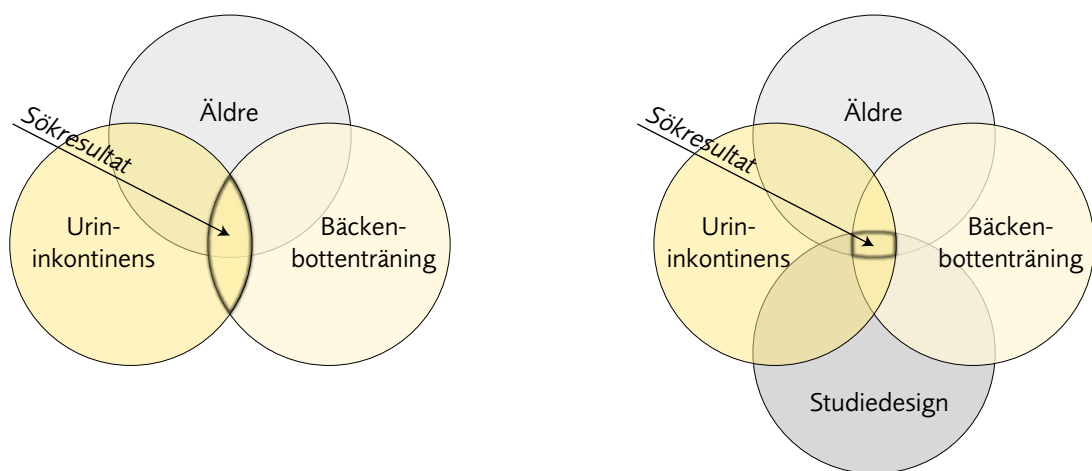 Äldre
Sökresultat
Urin-
inkontinens
Bäcken-
bottenträning
Äldre
Sökresultat
Urin-
inkontinens
Bäcken-
bottenträning
Studiedesign